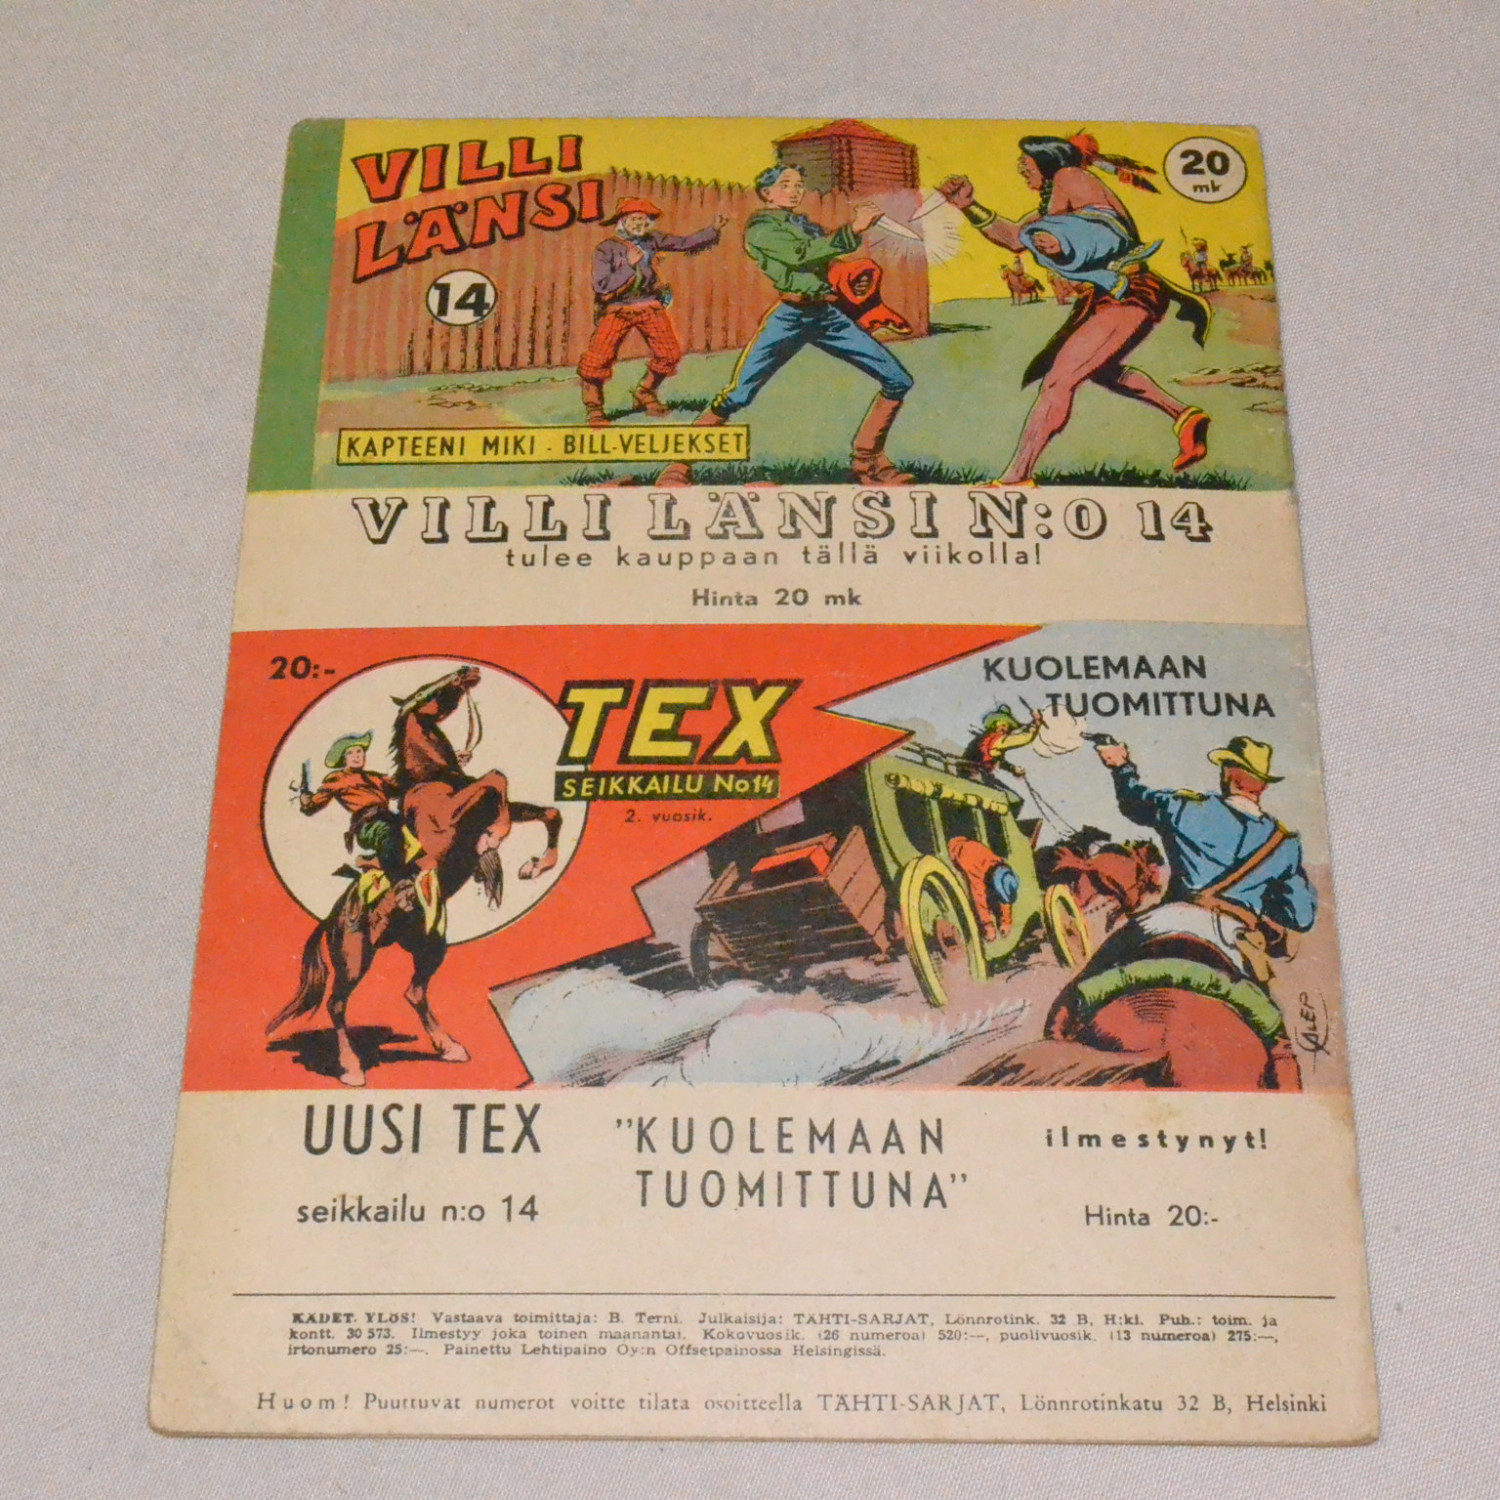 VILLI
LÄNSI
14
20
mk
KAPTEENI MIKI - BILL-VELJEKSET
VILLI LÄNSI N:O 14
tulee kauppaan tällä viikolla!
Hinta 20 mk
20:-
TEX
SEIKKAILU No 14
2. vuosik.
KUOLEMAAN
TUOMITTUNA
GALEP
UUSI TEX
seikkailu n:o 14
"KUOLEMAAN
TUOMITTUNA"
ilmestynyt!
Hinta 20:-
KÄDET YLÖS! Vastaava toimittaja: B. Terni. Julkaisija: TÄHTI-SARJAT, Lönnrotink. 32 B, H:ki. Puh.: toim. ja
kontt. 30 573. Ilmestyy joka toinen maanantai. Kokovuosik. (26 numeroa) 520:—, puolivuosik. (13 numeroa) 275:—,
irtonumero 25:—. Painettu Lehtipaino Oy:n Offsetpainossa Helsingissä.
Huom! Puuttuvat numerot voitte tilata osoitteella TÄHTI-SARJAT, Lönnrotinkatu 32 B, Helsinki